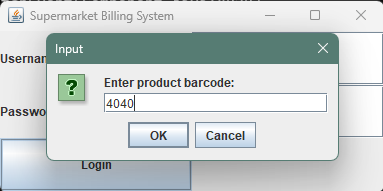 Supermarket Billing System
Input
Enter product barcode:
4040
OK
Cancel
Login